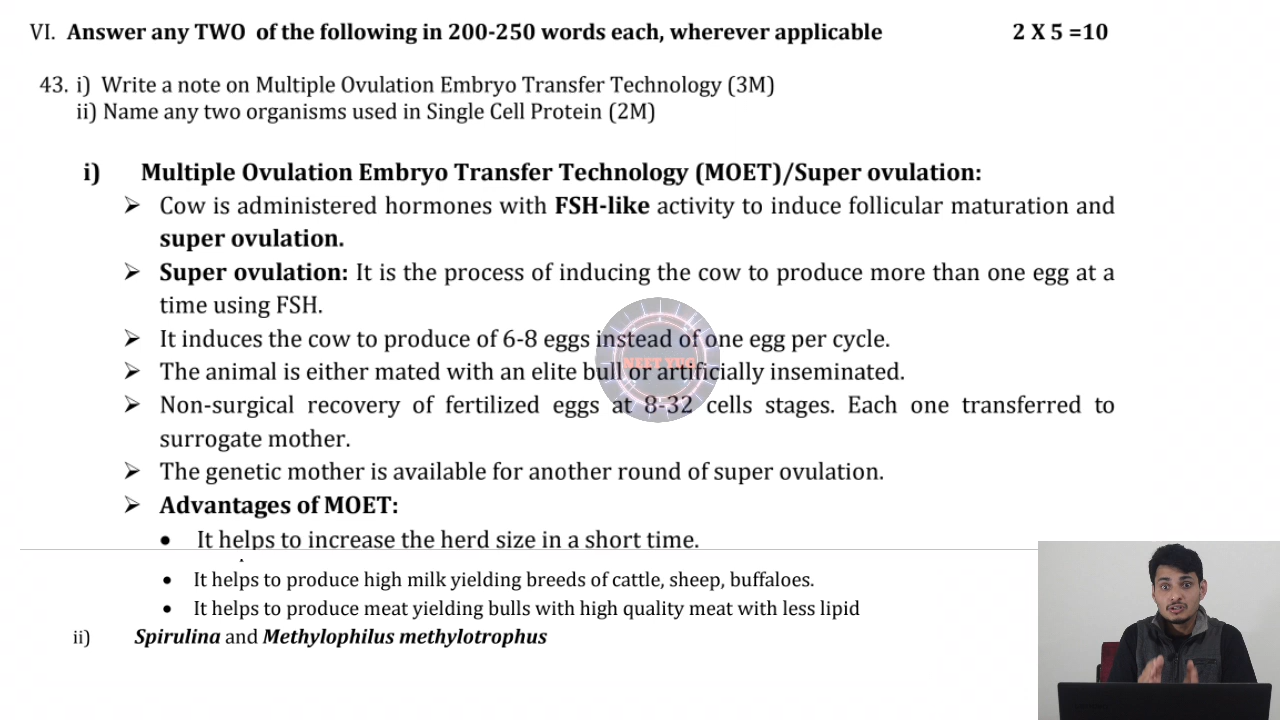 VI. Answer any TWO of the following in 200-250 words each, wherever applicable 2 X 5 =10
43. i) Write a note on Multiple Ovulation Embryo Transfer Technology (3M)
ii) Name any two organisms used in Single Cell Protein (2M)
i) Multiple Ovulation Embryo Transfer Technology (MOET)/Super ovulation:
➢ Cow is administered hormones with FSH-like activity to induce follicular maturation and
super ovulation.
➢ Super ovulation: It is the process of inducing the cow to produce more than one egg at a
time using FSH.
➢ It induces the cow to produce of 6-8 eggs instead of one egg per cycle.
➢ The animal is either mated with an elite bull or artificially inseminated.
NEET YUG
➢ Non-surgical recovery of fertilized eggs at 8-32 cells stages. Each one transferred to
surrogate mother.
➢ The genetic mother is available for another round of super ovulation.
➢ Advantages of MOET:
• It helps to increase the herd size in a short time.
• It helps to produce high milk yielding breeds of cattle, sheep, buffaloes.
• It helps to produce meat yielding bulls with high quality meat with less lipid
ii) Spirulina and Methylophilus methylotrophus